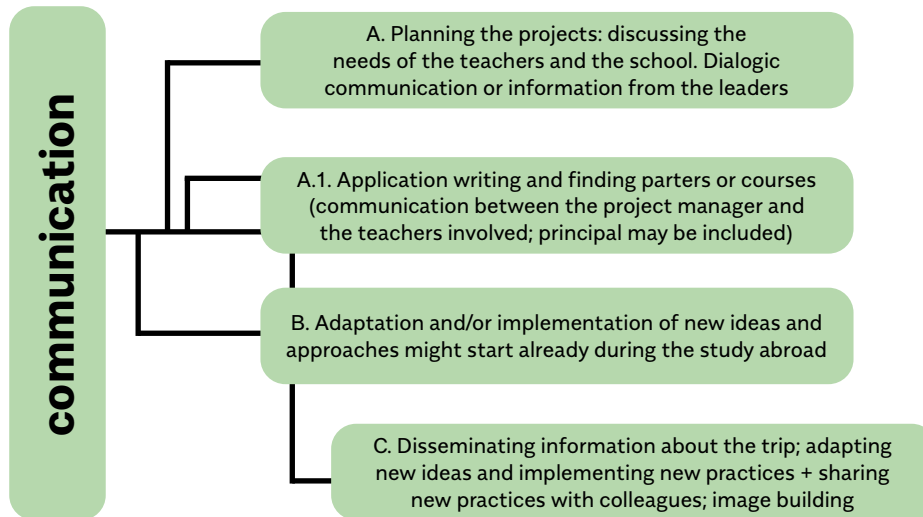 communication
A. Planning the projects: discussing the
needs of the teachers and the school. Dialogic
communication or information from the leaders
A.1. Application writing and finding parters or courses
(communication between the project manager and
the teachers involved; principal may be included)
B. Adaptation and/or implementation of new ideas and
approaches might start already during the study abroad
C. Disseminating information about the trip; adapting
new ideas and implementing new practices + sharing
new practices with colleagues; image building